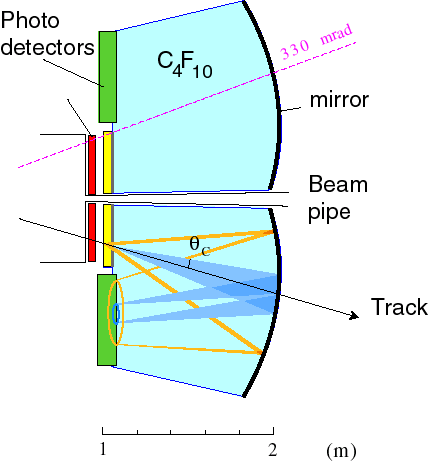 Photo
detectors
C4F10
330 mrad
mirror
Beam
pipe
θC
Track
1
2
(m)